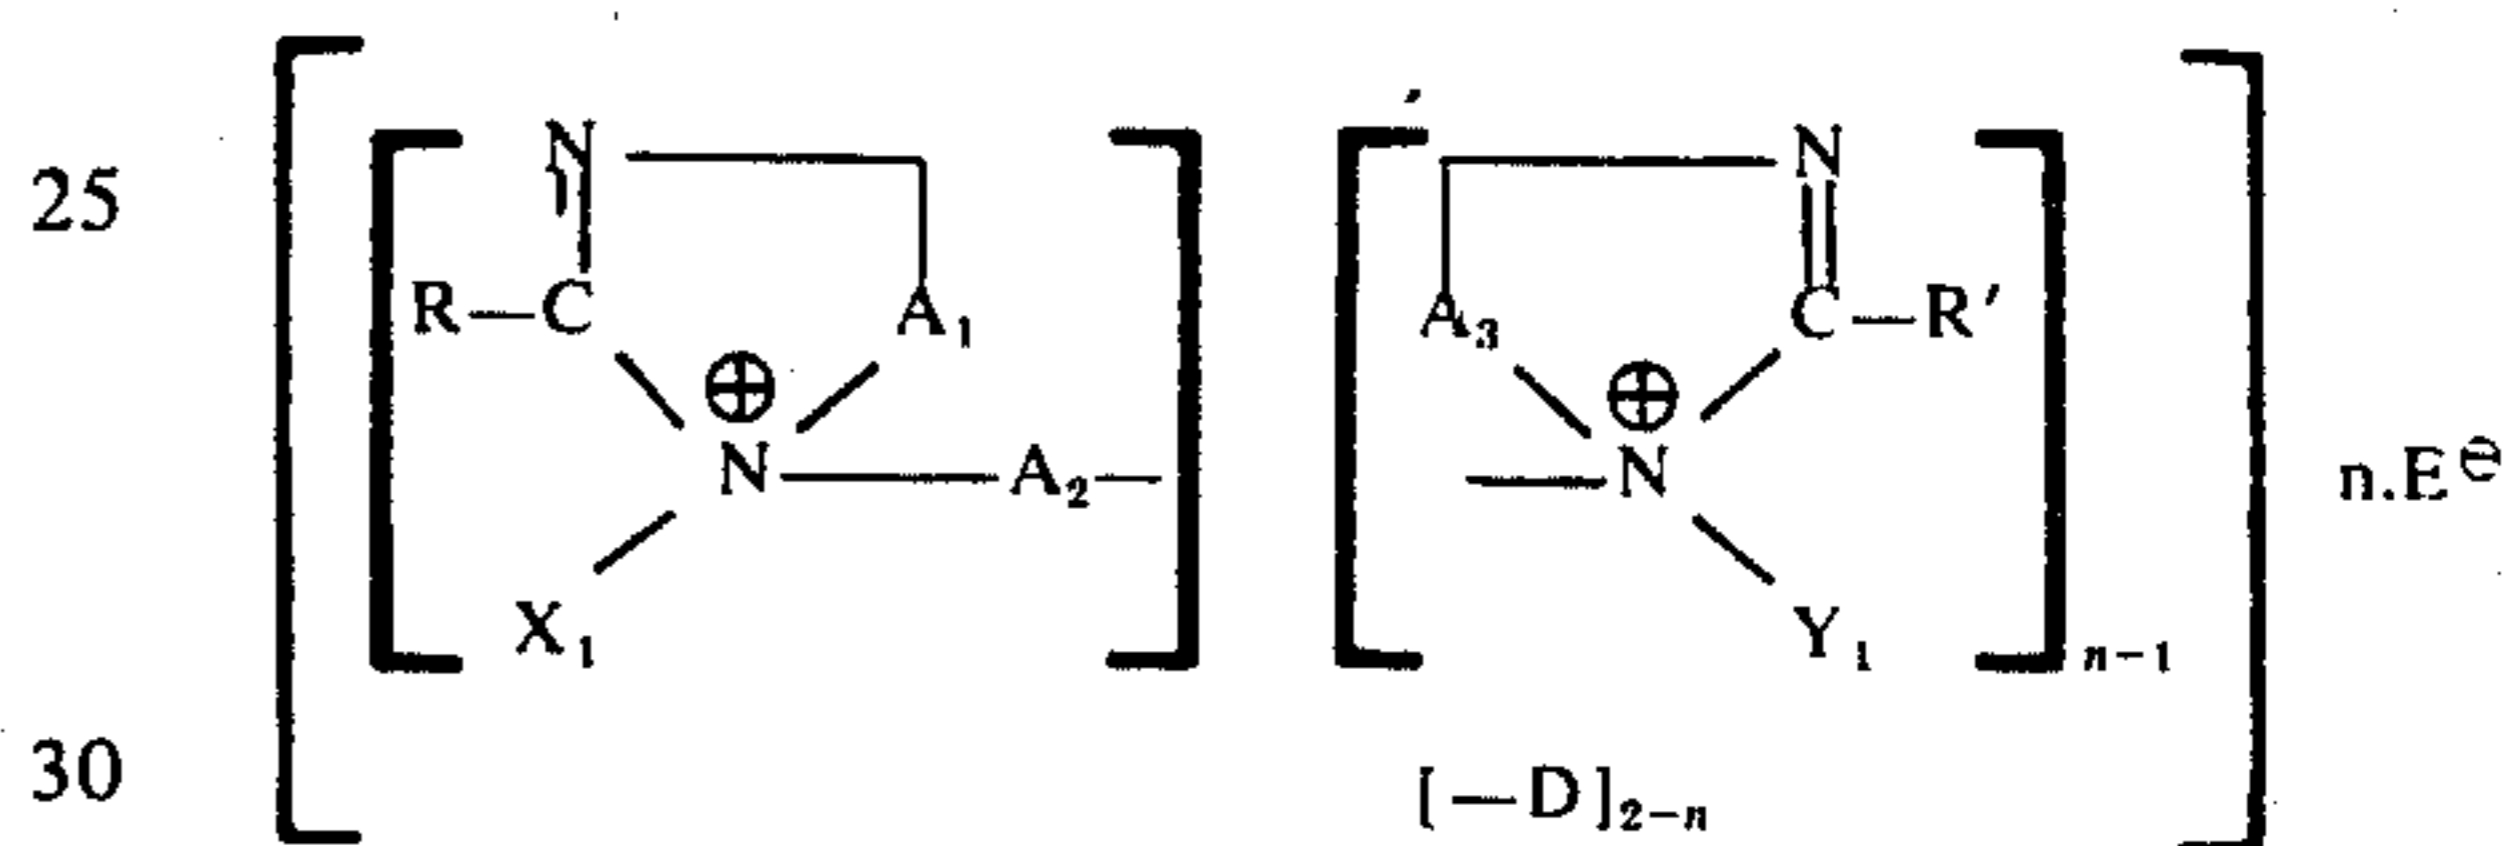 N N
25
R—C A₁ A₃ C—R′
⊕ ⊕
N—A₂— —N n.E⊖
X₁ Y₁ n-1
30 [—D]₂₋ₙ